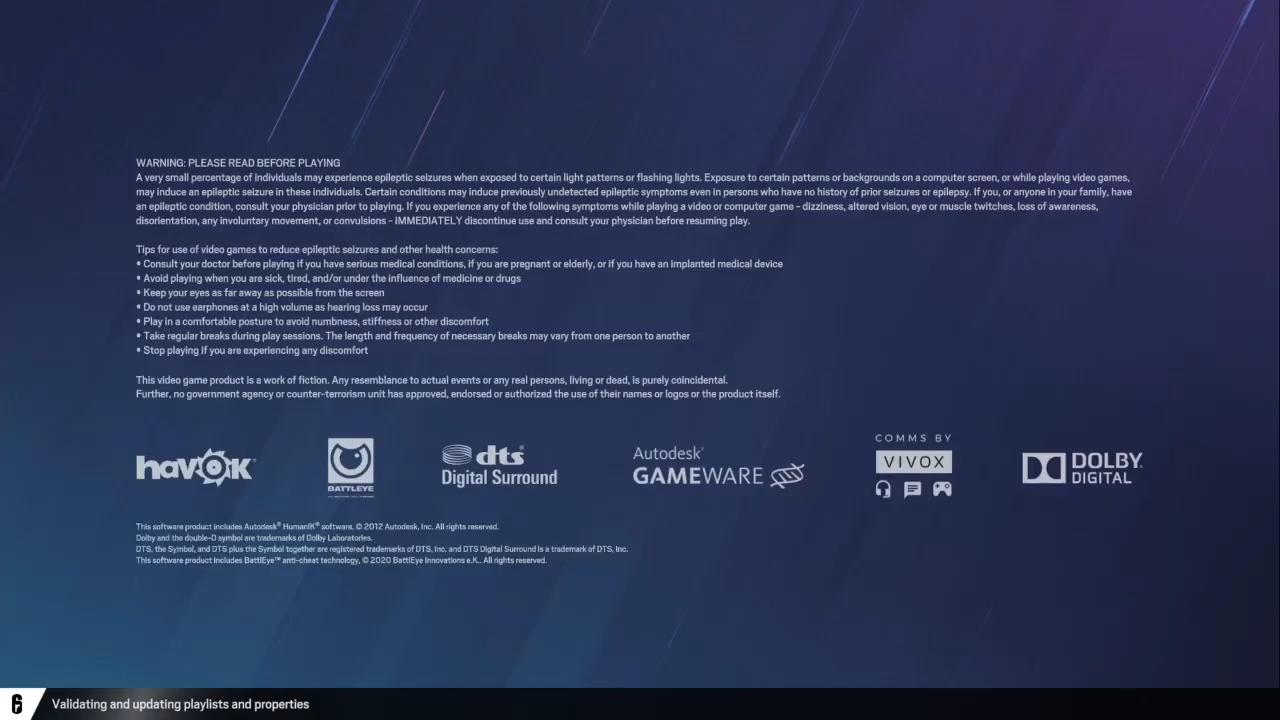 WARNING: PLEASE READ BEFORE PLAYING
A very small percentage of individuals may experience epileptic seizures when exposed to certain light patterns or flashing lights. Exposure to certain patterns or backgrounds on a computer screen, or while playing video games,
may induce an epileptic seizure in these individuals. Certain conditions may induce previously undetected epileptic symptoms even in persons who have no history of prior seizures or epilepsy. If you, or anyone in your family, have
an epileptic condition, consult your physician prior to playing. If you experience any of the following symptoms while playing a video or computer game - dizziness, altered vision, eye or muscle twitches, loss of awareness,
disorientation, any involuntary movement, or convulsions - IMMEDIATELY discontinue use and consult your physician before resuming play.
Tips for use of video games to reduce epileptic seizures and other health concerns:
• Consult your doctor before playing if you have serious medical conditions, if you are pregnant or elderly, or if you have an implanted medical device
• Avoid playing when you are sick, tired, and/or under the influence of medicine or drugs
• Keep your eyes as far away as possible from the screen
• Do not use earphones at a high volume as hearing loss may occur
• Play in a comfortable posture to avoid numbness, stiffness or other discomfort
• Take regular breaks during play sessions. The length and frequency of necessary breaks may vary from one person to another
• Stop playing if you are experiencing any discomfort
This video game product is a work of fiction. Any resemblance to actual events or any real persons, living or dead, is purely coincidental.
Further, no government agency or counter-terrorism unit has approved, endorsed or authorized the use of their names or logos or the product itself.
havok
BATTLEYE
dts
Digital Surround
Autodesk®
GAMEWARE
COMMS BY
VIVOX
DOLBY
DIGITAL
This software product includes Autodesk® HumanIK® software, © 2012 Autodesk, Inc. All rights reserved.
Dolby and the double-D symbol are trademarks of Dolby Laboratories.
DTS, the Symbol, and DTS plus the Symbol together are registered trademarks of DTS, Inc. and DTS Digital Surround is a trademark of DTS, Inc.
This software product includes BattlEye™ anti-cheat technology, © 2020 BattlEye Innovations e.K.. All rights reserved.
6 Validating and updating playlists and properties